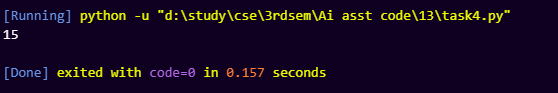 [Running] python -u "d:\study\cse\3rdsem\Ai asst code\13\task4.py"
15
[Done] exited with code=0 in 0.157 seconds